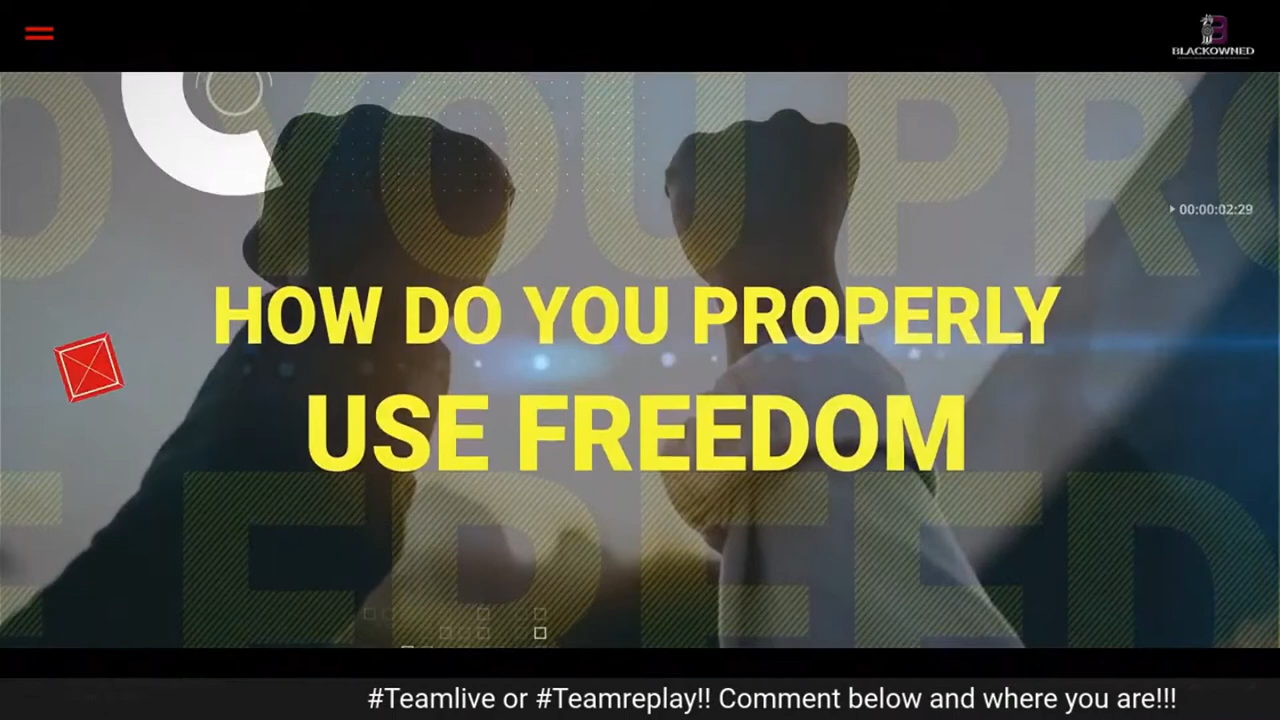 BLACKOWNED
00:00:02:29
HOW DO YOU PROPERLY
USE FREEDOM
#Teamlive or #Teamreplay!! Comment below and where you are!!!